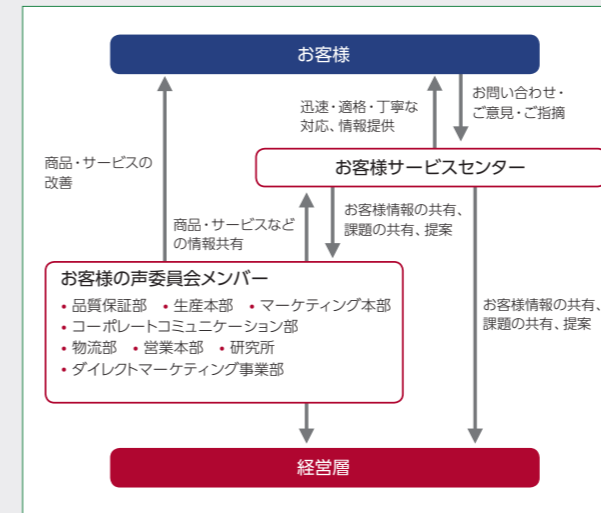 お客様
迅速・適格・丁寧な
対応、情報提供
お問い合わせ・
ご意見・ご指摘
商品・サービスの
改善
お客様サービスセンター
商品・サービスなど
の情報共有
お客様情報の共有、
課題の共有、提案
お客様の声委員会メンバー
• 品質保証部 • 生産本部 • マーケティング本部
• コーポレートコミュニケーション部
• 物流部 • 営業本部 • 研究所
• ダイレクトマーケティング事業部
お客様情報の共有、
課題の共有、提案
経営層